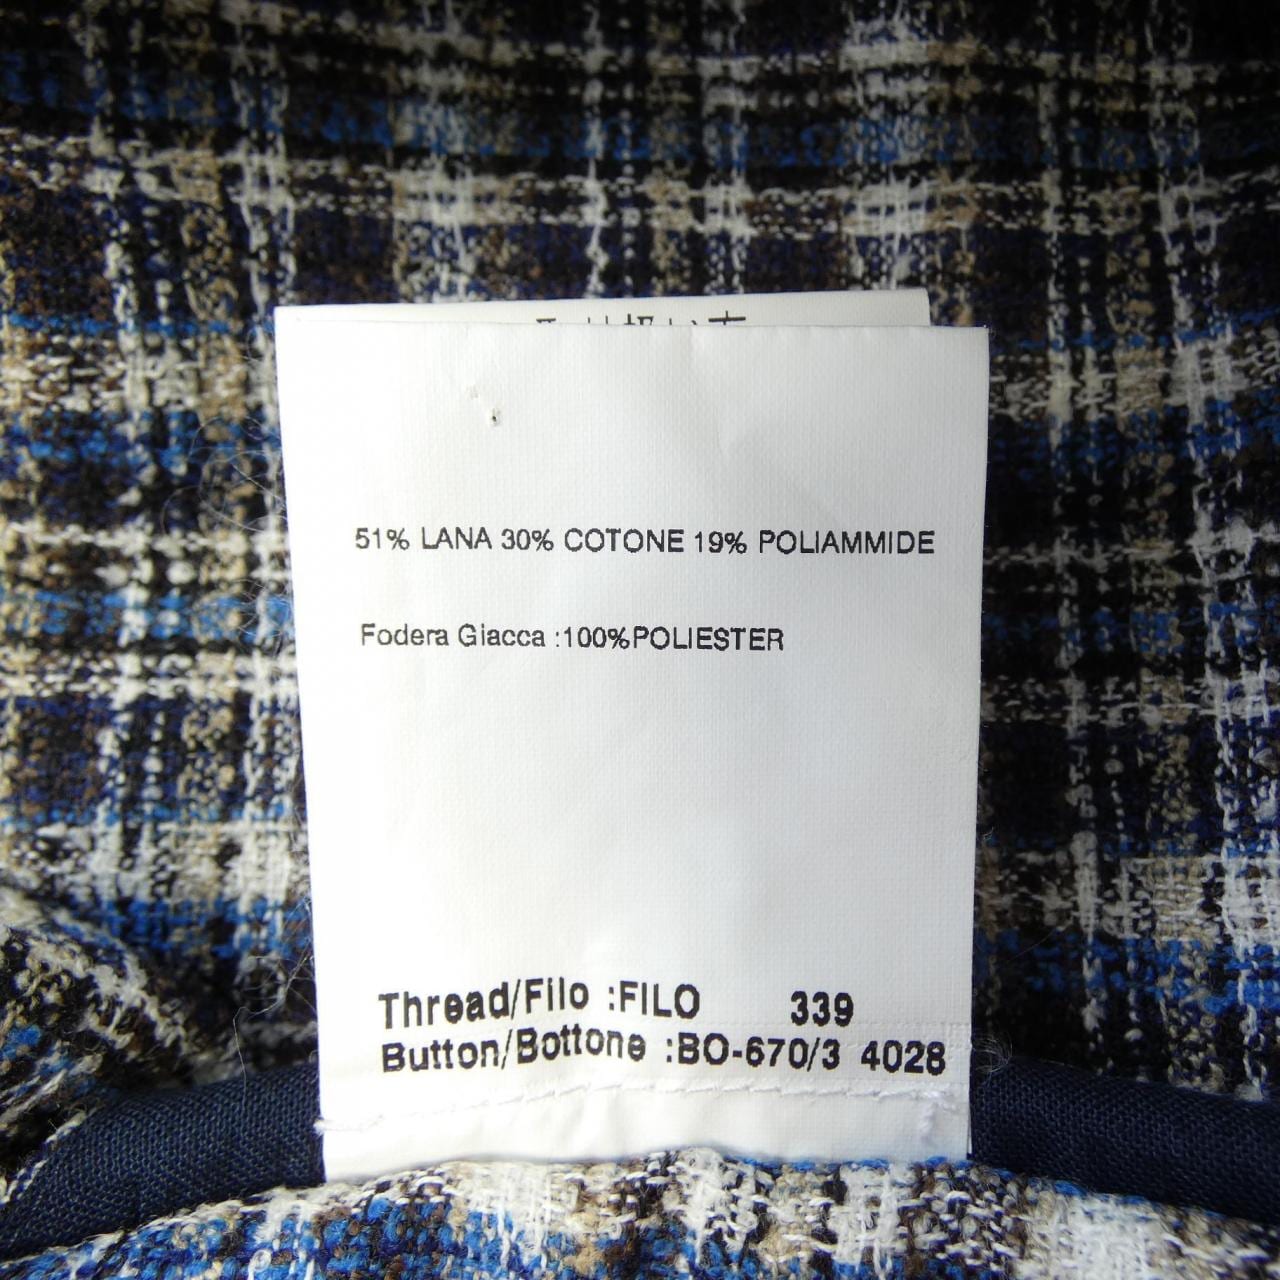 51% LANA 30% COTONE 19% POLIAMMIDE
Fodera Giacca :100%POLIESTER
Thread/Filo :FILO 339
Button/Bottone :BO-670/3 4028